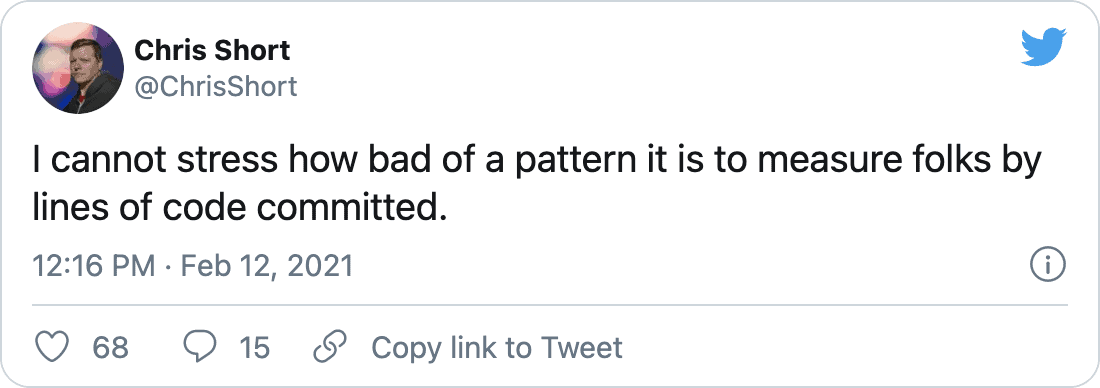 Chris Short
@ChrisShort
I cannot stress how bad of a pattern it is to measure folks by
lines of code committed.
12:16 PM · Feb 12, 2021
68 15 Copy link to Tweet